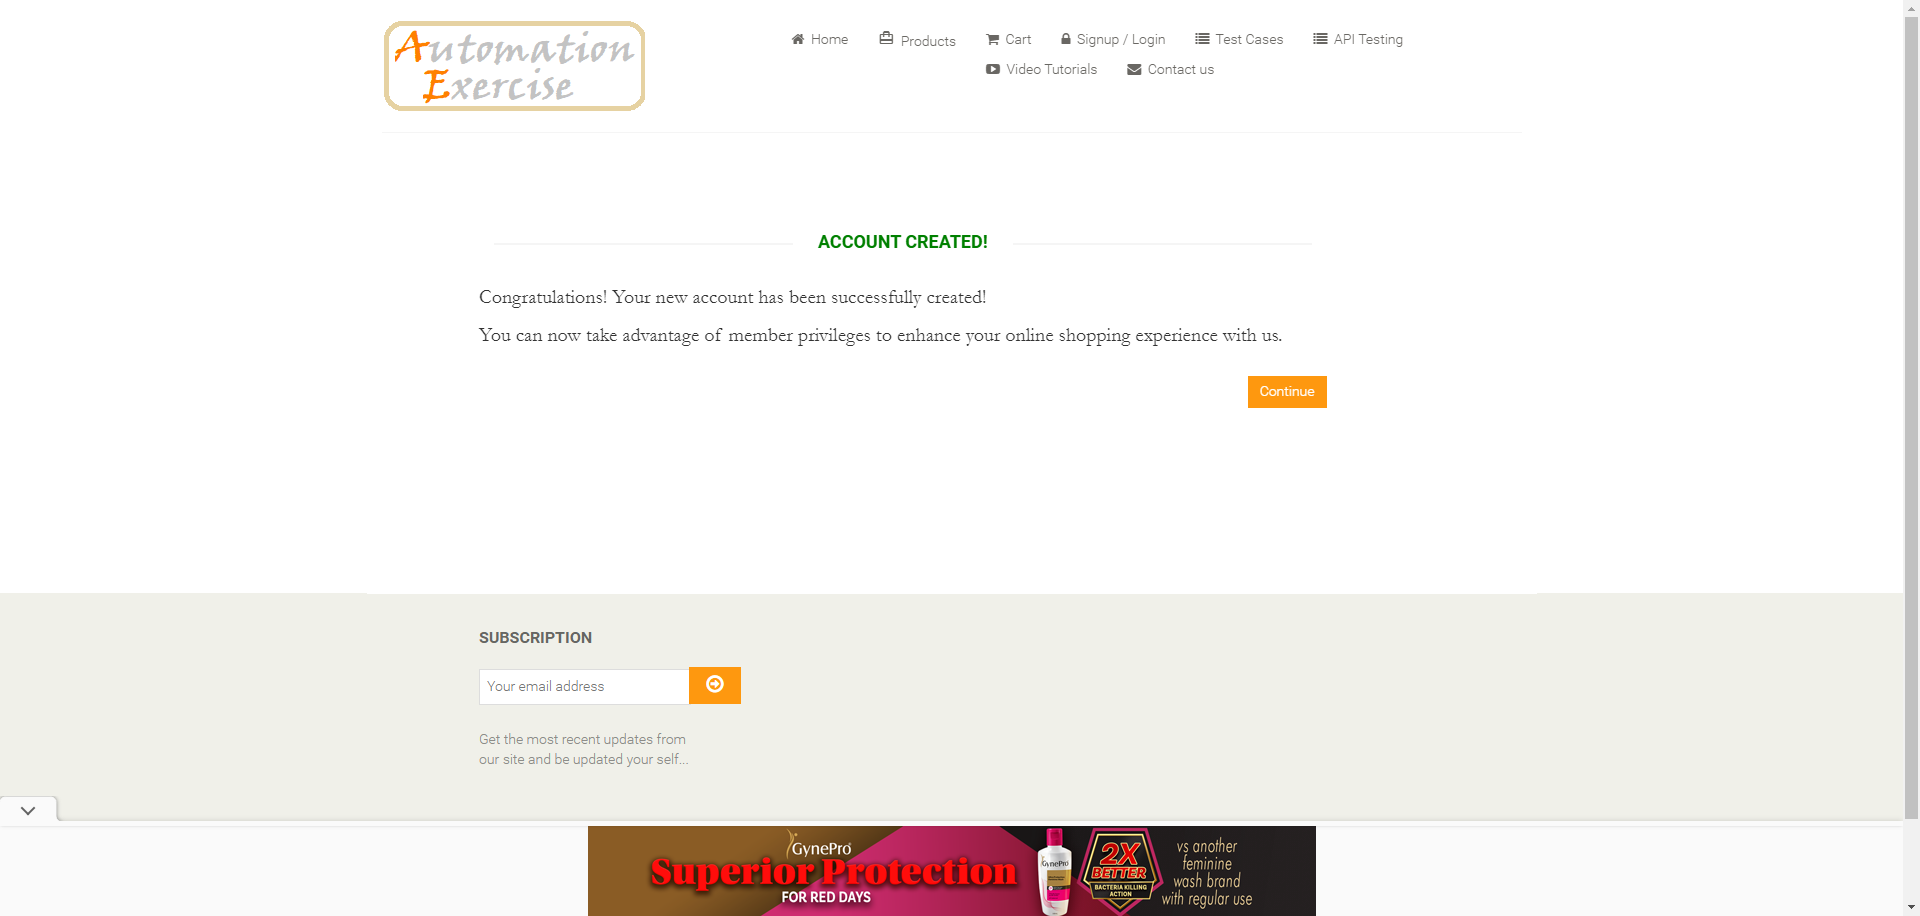 Automation
Exercise
Home
Products
Cart
Signup / Login
Test Cases
API Testing
Video Tutorials
Contact us
ACCOUNT CREATED!
Congratulations! Your new account has been successfully created!
You can now take advantage of member privileges to enhance your online shopping experience with us.
Continue
SUBSCRIPTION
Your email address
Get the most recent updates from
our site and be updated your self...
GynePro
Superior Protection
FOR RED DAYS
GynePro
2X
BETTER
BACTERIA KILLING
ACTION
vs another
feminine
wash brand
with regular use